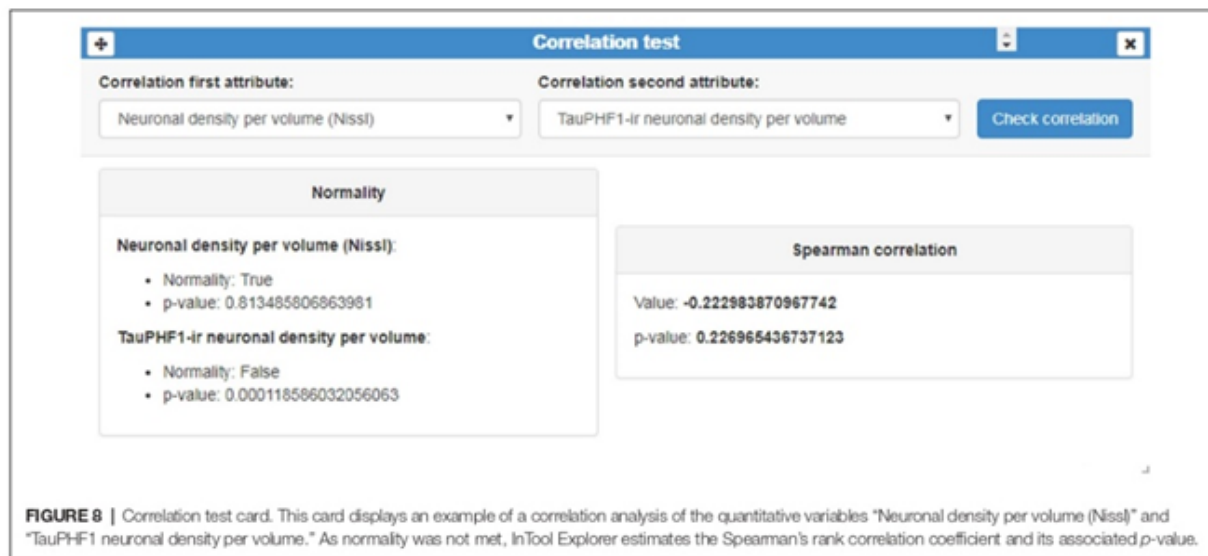 Correlation test
Correlation first attribute:
Correlation second attribute:
Neuronal density per volume (Nissl)
TauPHF1-ir neuronal density per volume
Check correlation
Normality
Neuronal density per volume (Nissl):
• Normality: True
• p-value: 0.813485806863981
TauPHF1-ir neuronal density per volume:
• Normality: False
• p-value: 0.000118586032056063
Spearman correlation
Value: -0.222983870967742
p-value: 0.226965436737123
FIGURE 8 | Correlation test card. This card displays an example of a correlation analysis of the quantitative variables “Neuronal density per volume (Nissl)” and
“TauPHF1 neuronal density per volume.” As normality was not met, InTool Explorer estimates the Spearman’s rank correlation coefficient and its associated p-value.